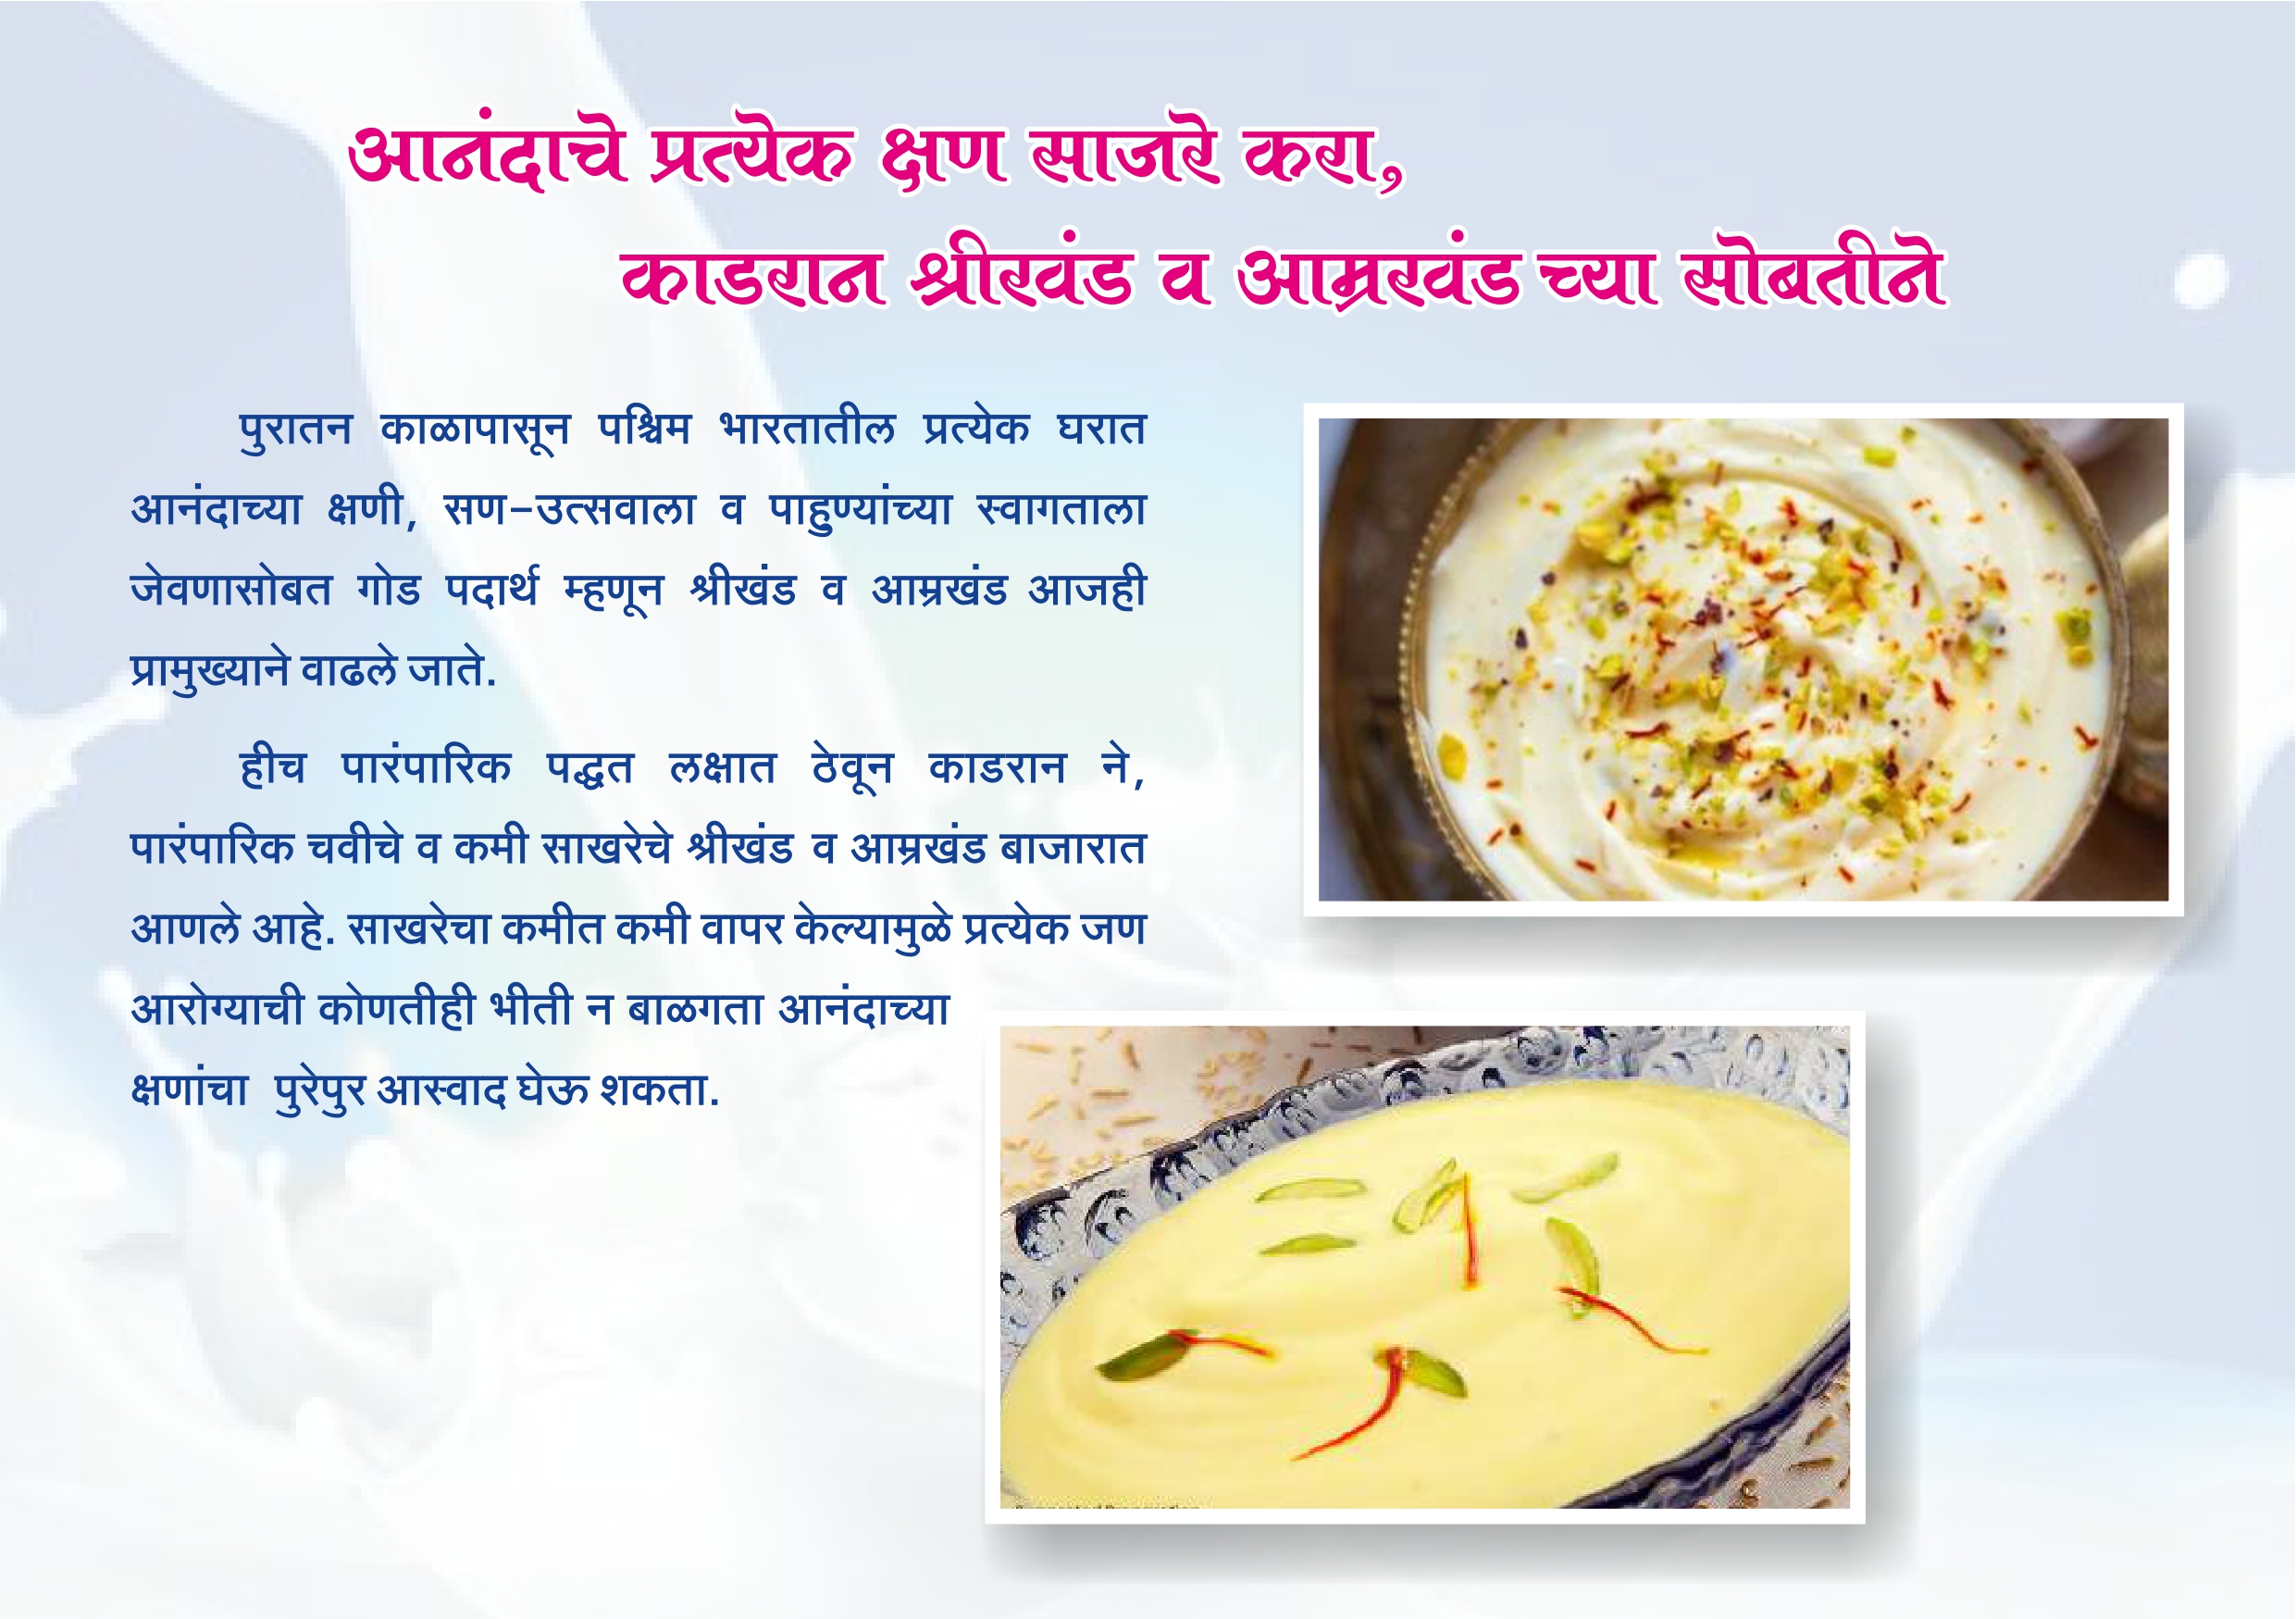 आनंदाचे प्रत्येक क्षण साजरे करा,
काडरान श्रीखंड व आम्रखंड च्या सोबतीने
पुरातन काळापासून पश्चिम भारतातील प्रत्येक घरात
आनंदाच्या क्षणी, सण-उत्सवाला व पाहुण्यांच्या स्वागताला
जेवणासोबत गोड पदार्थ म्हणून श्रीखंड व आम्रखंड आजही
प्रामुख्याने वाढले जाते.
हीच पारंपारिक पद्धत लक्षात ठेवून काडरान ने,
पारंपारिक चवीचे व कमी साखरेचे श्रीखंड व आम्रखंड बाजारात
आणले आहे. साखरेचा कमीत कमी वापर केल्यामुळे प्रत्येक जण
आरोग्याची कोणतीही भीती न बाळगता आनंदाच्या
क्षणांचा पुरेपुर आस्वाद घेऊ शकता.